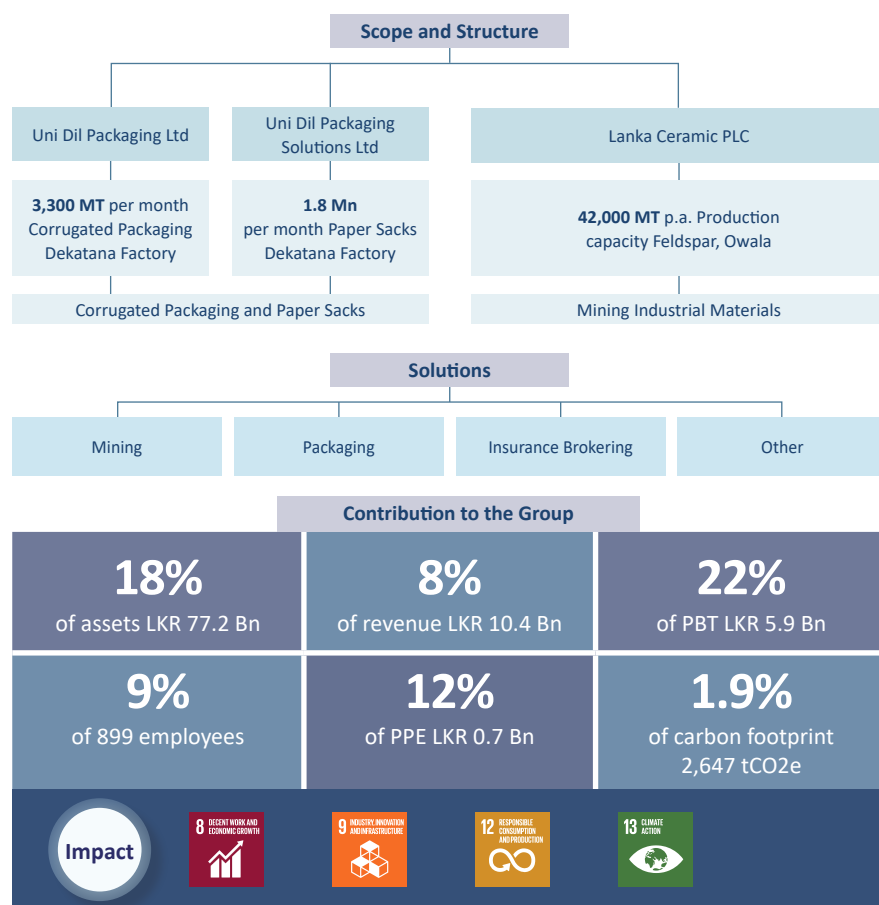 Scope and Structure
Uni Dil Packaging Ltd
Uni Dil Packaging
Solutions Ltd
Lanka Ceramic PLC
3,300 MT per month
Corrugated Packaging
Dekatana Factory
1.8 Mn
per month Paper Sacks
Dekatana Factory
42,000 MT p.a. Production
capacity Feldspar, Owala
Corrugated Packaging and Paper Sacks
Mining Industrial Materials
Solutions
Mining
Packaging
Insurance Brokering
Other
Contribution to the Group
18%
of assets LKR 77.2 Bn
8%
of revenue LKR 10.4 Bn
22%
of PBT LKR 5.9 Bn
9%
of 899 employees
12%
of PPE LKR 0.7 Bn
1.9%
of carbon footprint
2,647 tCO2e
Impact
8 DECENT WORK AND
ECONOMIC GROWTH
9 INDUSTRY, INNOVATION
AND INFRASTRUCTURE
12 RESPONSIBLE
CONSUMPTION
AND PRODUCTION
13 CLIMATE
ACTION